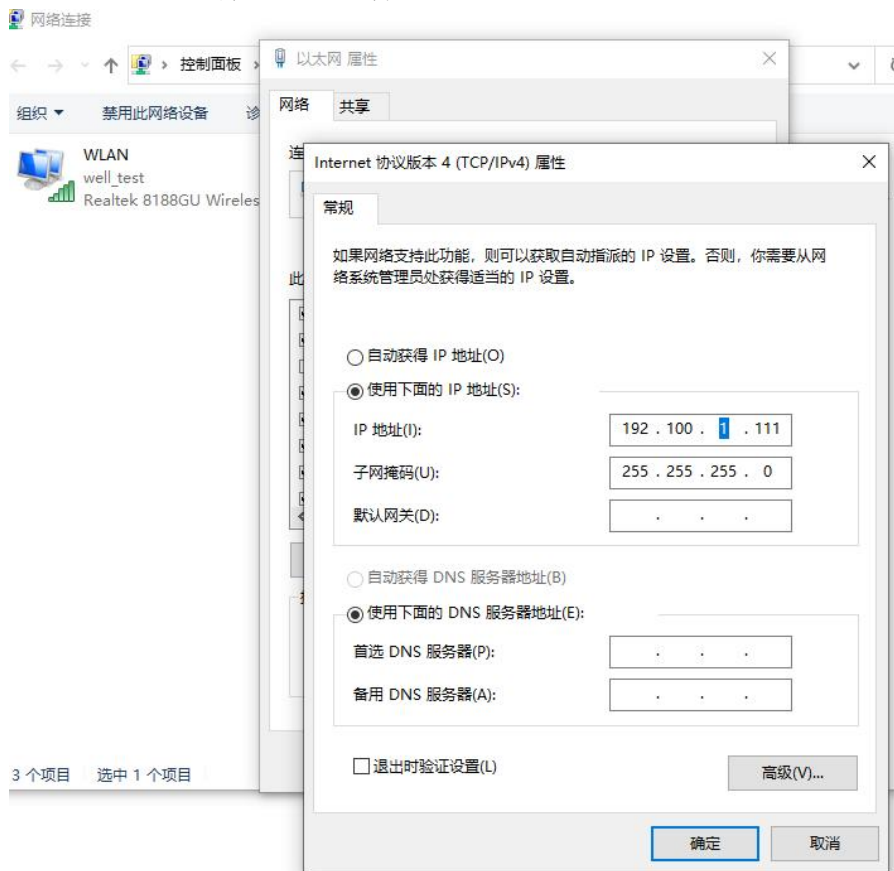 网络连接
控制面板
以太网 属性
组织
禁用此网络设备
诊
网络
共享
WLAN
well_test
Realtek 8188GU Wireles
连
Internet 协议版本 4 (TCP/IPv4) 属性
常规
如果网络支持此功能，则可以获取自动指派的 IP 设置。否则，你需要从网
络系统管理员处获得适当的 IP 设置。
此
自动获得 IP 地址(O)
使用下面的 IP 地址(S):
IP 地址(I):
192 . 100 . 1 . 111
子网掩码(U):
255 . 255 . 255 . 0
默认网关(D):
. . .
自动获得 DNS 服务器地址(B)
使用下面的 DNS 服务器地址(E):
首选 DNS 服务器(P):
. . .
备用 DNS 服务器(A):
. . .
退出时验证设置(L)
高级(V)...
3 个项目
选中 1 个项目
确定
取消